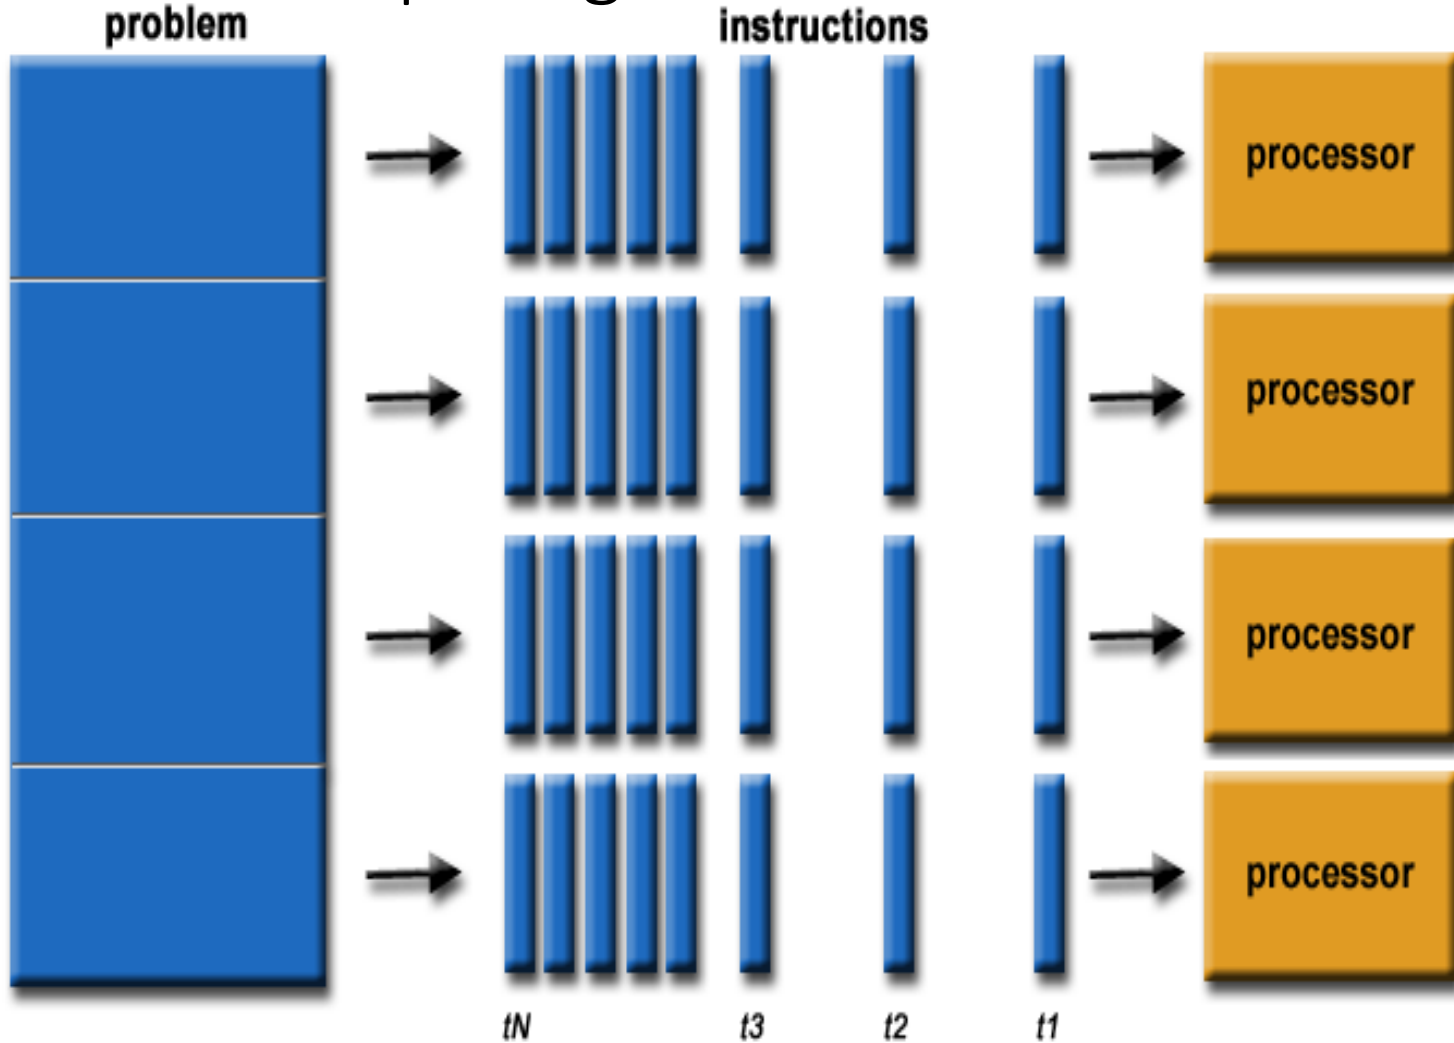 problem
instructions
processor
processor
processor
processor
tN t3 t2 t1